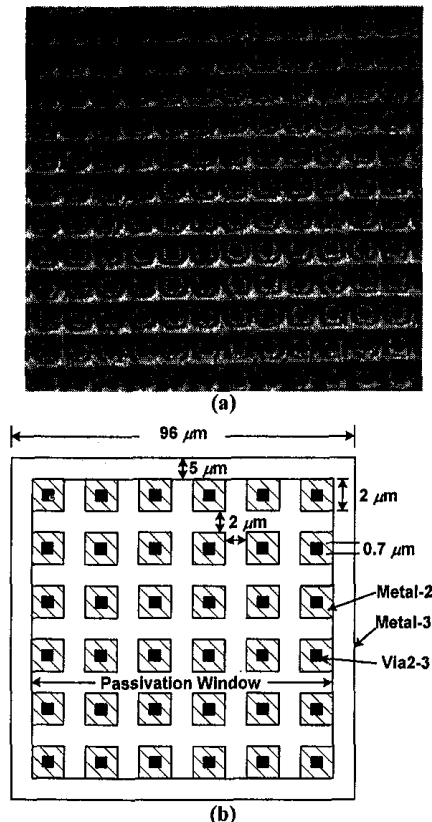 (a)
96 μm
5 μm
2 μm
2 μm
0.7 μm
Metal-2
Metal-3
Via2-3
Passivation Window
(b)